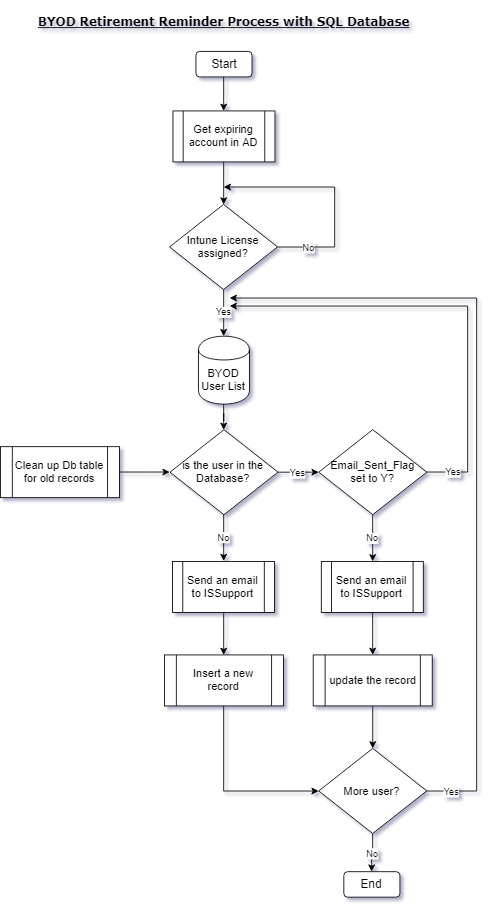 BYOD Retirement Reminder Process with SQL Database
Start
Get expiring
account in AD
Intune License
assigned?
No
Yes
BYOD
User List
Clean up Db table
for old records
is the user in the
Database?
Yes
Email_Sent_Flag
set to Y?
Yes
No
No
Send an email
to ISSupport
Send an email
to ISSupport
Insert a new
record
update the record
More user?
Yes
No
End